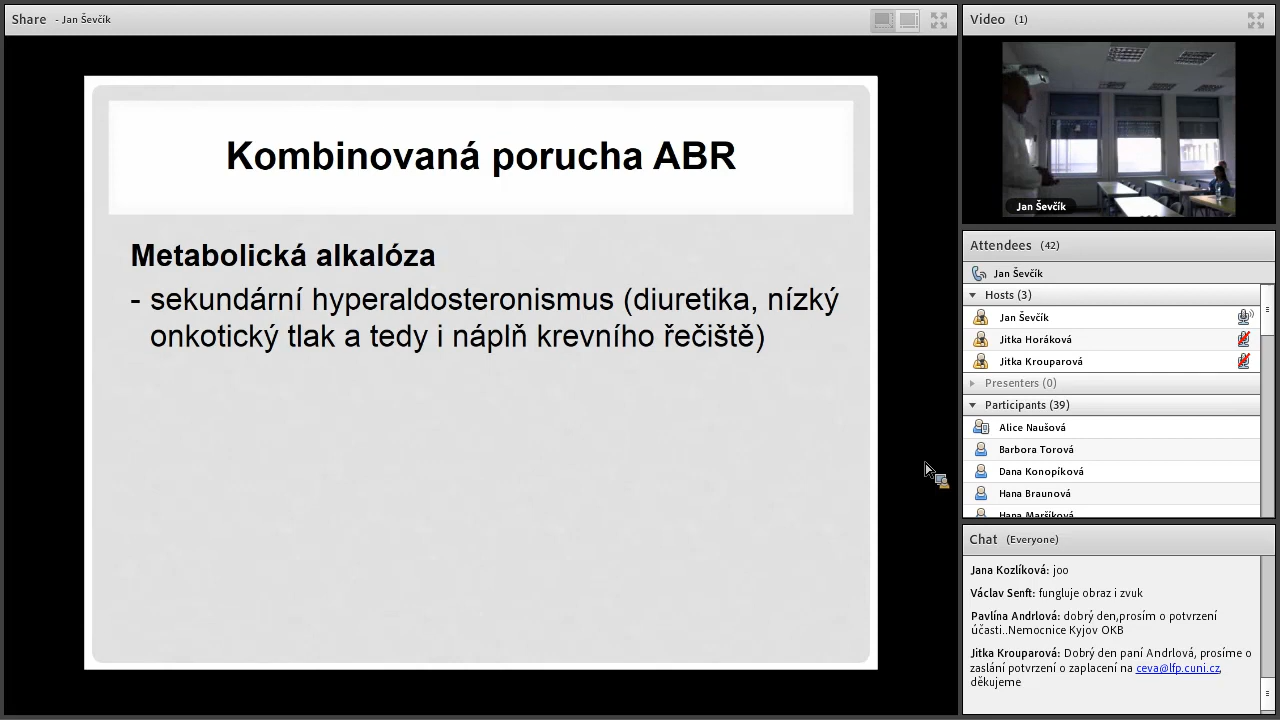 Share - Jan Ševčík
Kombinovaná porucha ABR
Metabolická alkalóza
- sekundární hyperaldosteronismus (diuretika, nízký
onkotický tlak a tedy i náplň krevního řečiště)
Video (1)
Jan Ševčík
Attendees (42)
Jan Ševčík
Hosts (3)
Jan Ševčík
Jitka Horáková
Jitka Krouparová
Presenters (0)
Participants (39)
Alice Naušová
Barbora Torová
Dana Konopíková
Hana Braunová
Hana Maršíková
Chat (Everyone)
Jana Kozlíková: joo
Václav Senft: fungluje obraz i zvuk
Pavlína Andrlová: dobrý den,prosím o potvrzení
účasti..Nemocnice Kyjov OKB
Jitka Krouparová: Dobrý den paní Andrlová, prosíme o
zaslání potvrzení o zaplacení na ceva@lfp.cuni.cz,
děkujeme